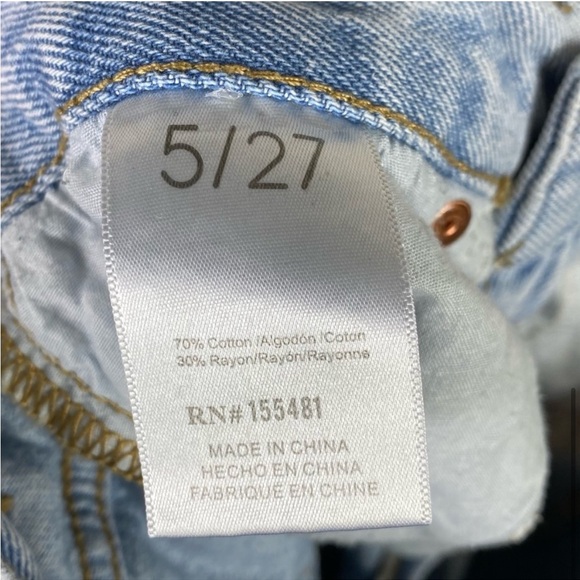 5/27
70% Cotton /Algodón /Coton
30% Rayon/Rayón/Rayonne
RN# 155481
MADE IN CHINA
HECHO EN CHINA
FABRIQUÉ EN CHINE